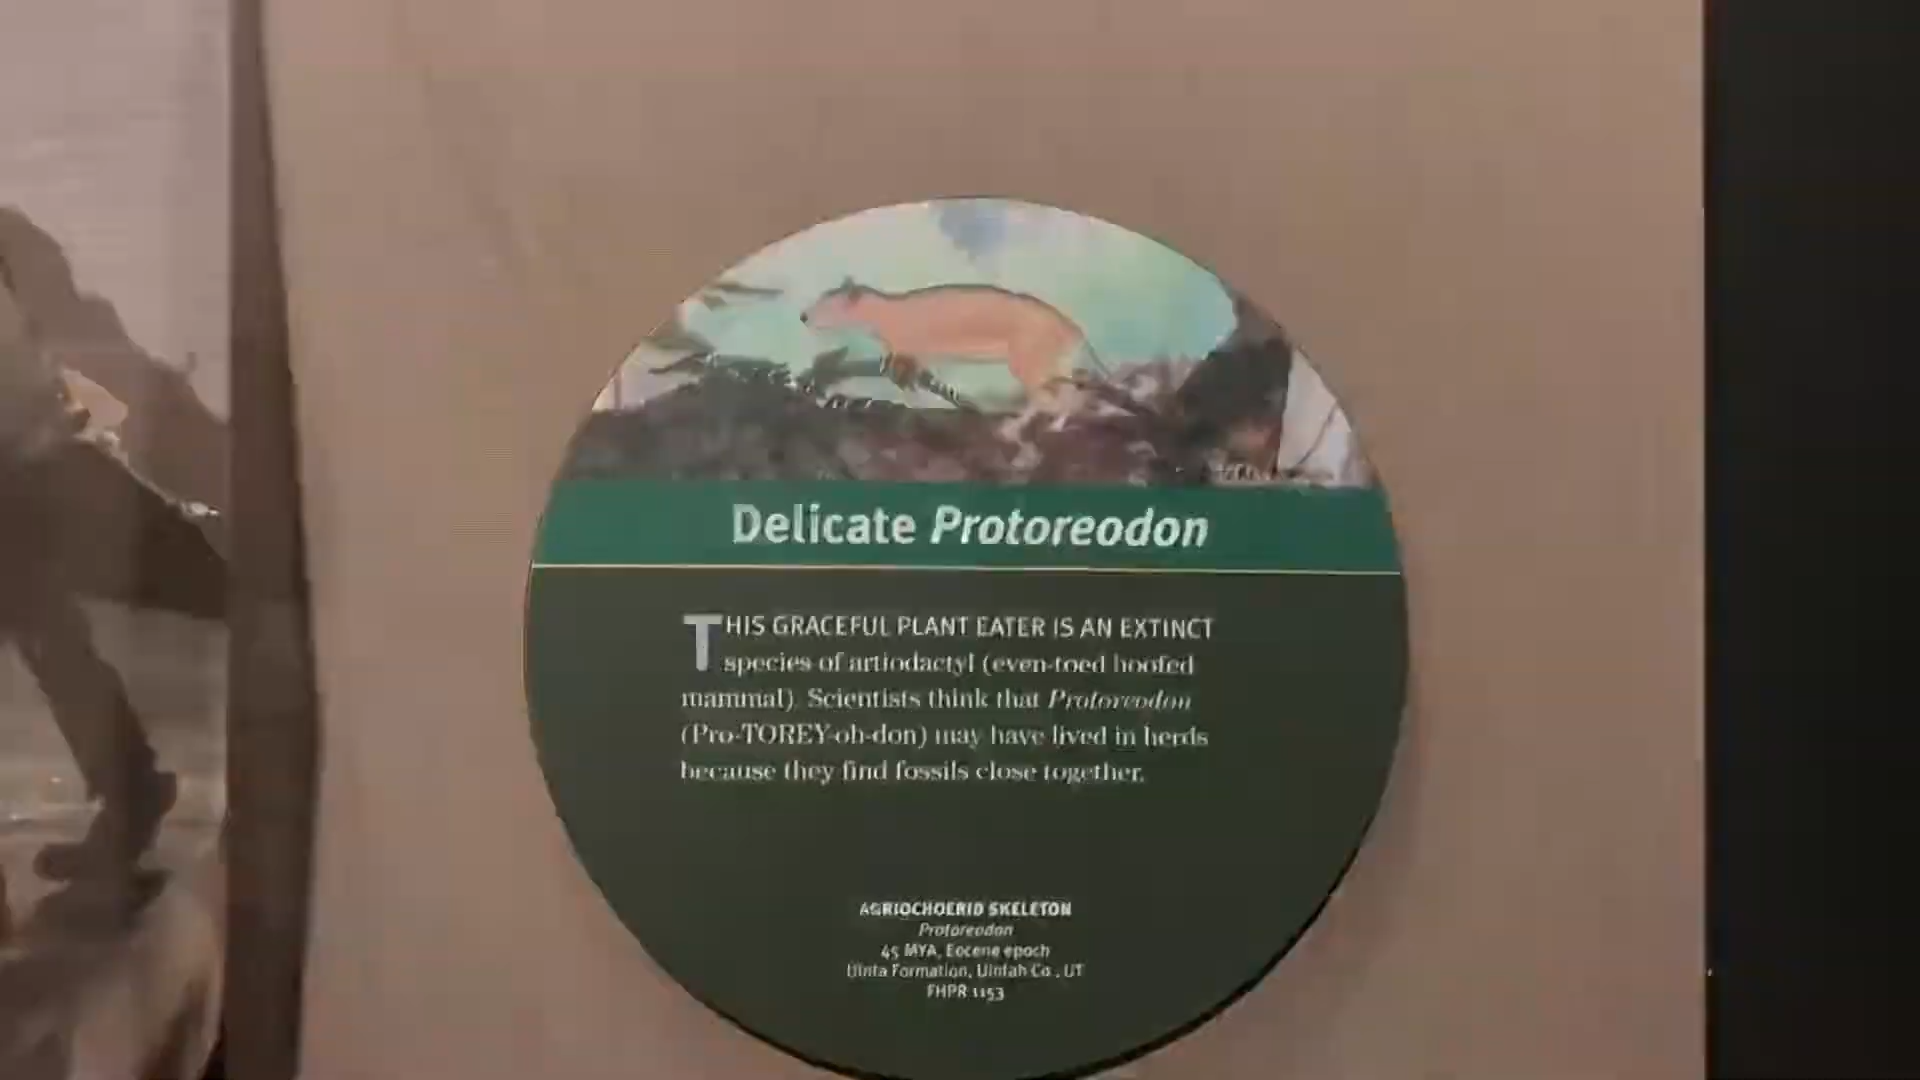 Delicate Protoreodon
THIS GRACEFUL PLANT EATER IS AN EXTINCT
species of artiodactyl (even-toed hoofed
mammal). Scientists think that Protoreodon
(Pro-TOREY-oh-don) may have lived in herds
because they find fossils close together.
AGRIOCHOERID SKELETON
Protoreodon
45 MYA, Eocene epoch
Uinta Formation, Uintah Co., UT
FHPR 1153